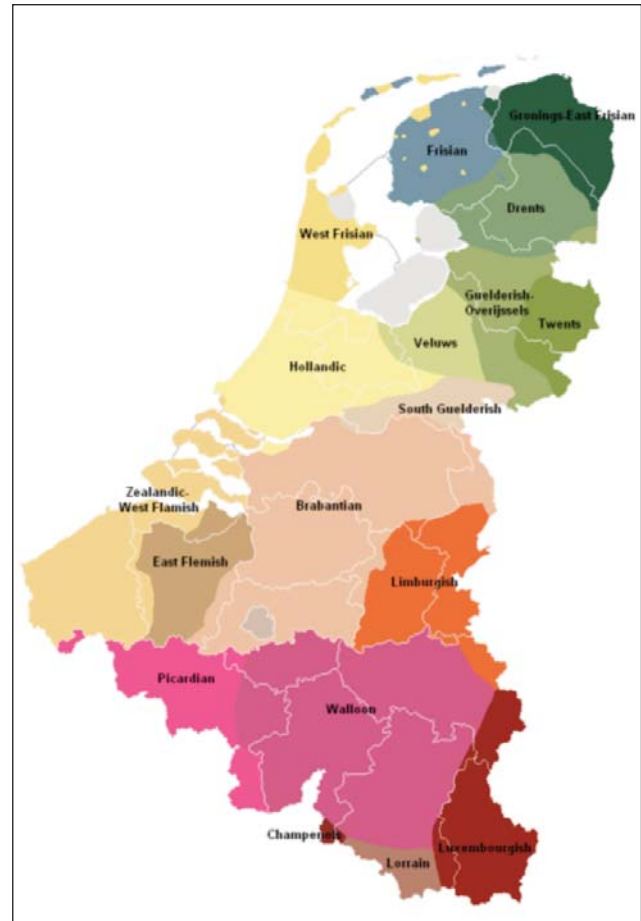 Gronings-East Frisian
Frisian
Drents
West Frisian
Guelderish-
Overijssels
Twents
Veluws
Hollandic
South Guelderish
Zealandic-
West Flamish
Brabantian
East Flemish
Limburgish
Picardian
Walloon
Champenois
Luxembourgish
Lorrain